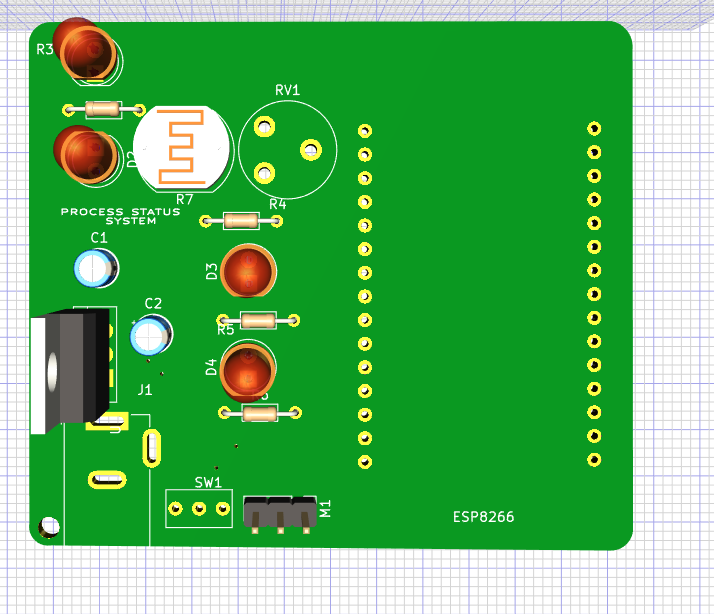 R3
RV1
D2
R7
R4
PROCESS STATUS
SYSTEM
C1
D3
C2
R5
D4
J1
SW1
M1
ESP8266